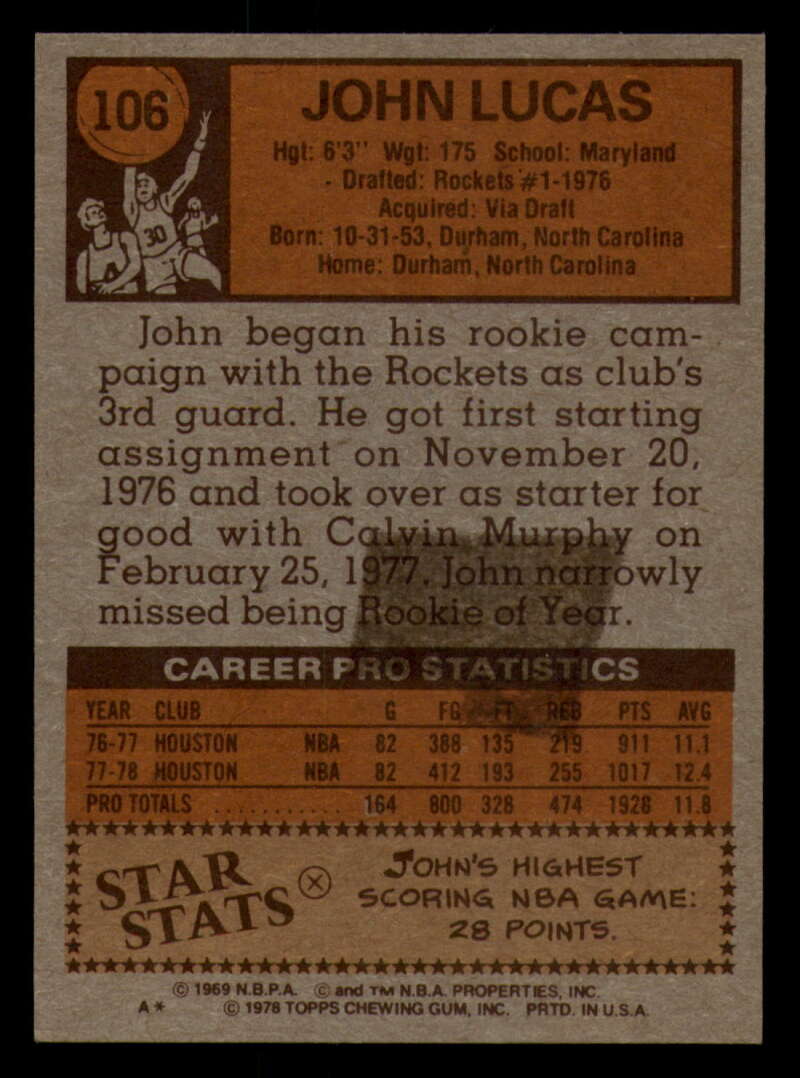 106
JOHN LUCAS
Hgt: 6'3" Wgt: 175 School: Maryland
Drafted: Rockets #1-1976
Acquired: Via Draft
Born: 10-31-53, Durham, North Carolina
Home: Durham, North Carolina
30
John began his rookie cam-
paign with the Rockets as club's
3rd guard. He got first starting
assignment on November 20,
1976 and took over as starter for
good with Calvin Murphy on
February 25, 1977. John narrowly
missed being Rookie of Year.
CAREER PRO STATISTICS
YEAR CLUB G FG FT REB PTS AVG
76-77 HOUSTON NBA 82 388 135 219 911 11.1
77-78 HOUSTON NBA 82 412 193 255 1017 12.4
PRO TOTALS ........... 164 800 328 474 1928 11.8
STAR STATS
JOHN'S HIGHEST
SCORING NBA GAME:
28 POINTS.
© 1969 N.B.P.A. © and TM N.B.A. PROPERTIES, INC.
A* © 1978 TOPPS CHEWING GUM, INC. PRTD. IN U.S.A.